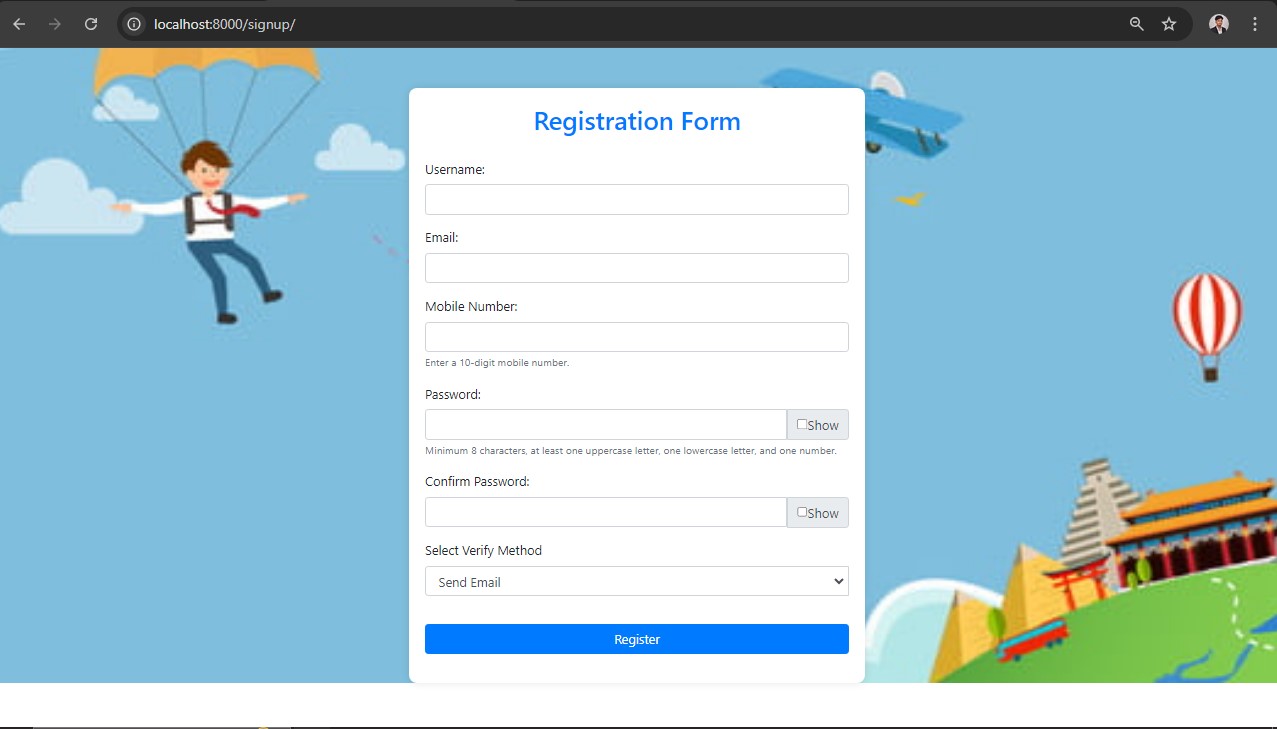 localhost:8000/signup/
Registration Form
Username:
Email:
Mobile Number:
Enter a 10-digit mobile number.
Password:
Show
Minimum 8 characters, at least one uppercase letter, one lowercase letter, and one number.
Confirm Password:
Show
Select Verify Method
Send Email
Register